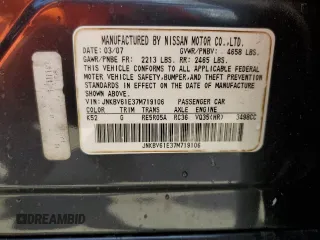 MANUFACTURED BY NISSAN MOTOR CO.,LTD.
DATE: 03/07 GVWR/PNBV: 4658 LBS.
GAWR/PNBE FR: 2213 LBS. RR: 2465 LBS.
THIS VEHICLE CONFORMS TO ALL APPLICABLE FEDERAL
MOTOR VEHICLE SAFETY,BUMPER,AND THEFT PREVENTION
STANDARDS IN EFFECT ON THE DATE OF MANUFACTURE
SHOWN ABOVE.
VIN:JNKBV61E37M719106 PASSENGER CAR
COLOR TRIM TRANS AXLE ENGINE
K52 G RE5R05A RC36 VQ35(HR) 3498CC
JNKBV61E37M719106
DREAMBID